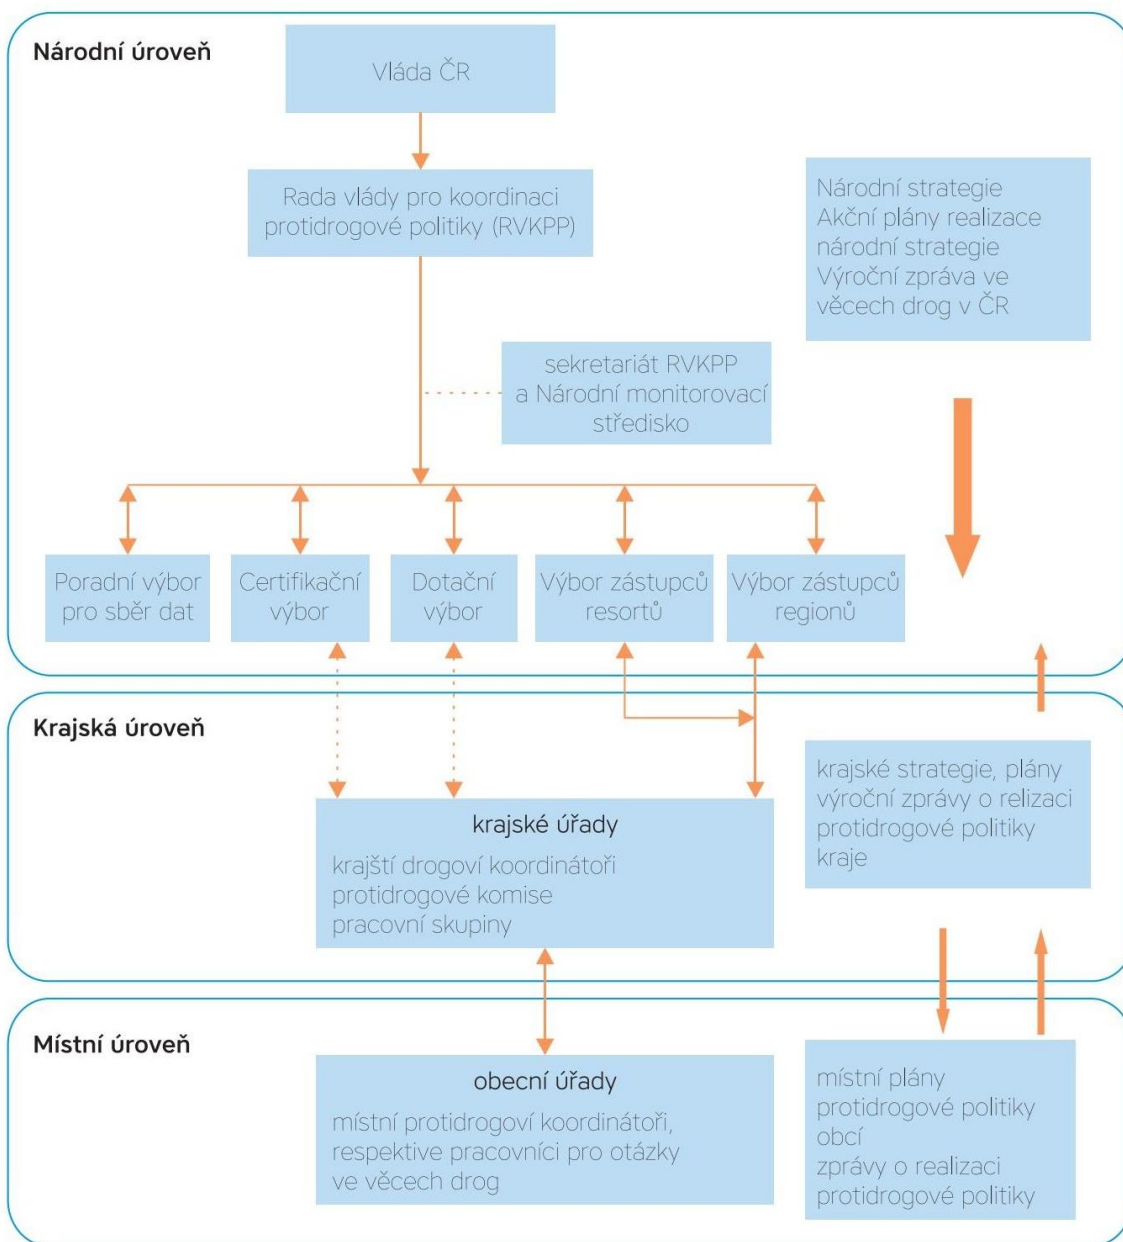 Národní úroveň
Vláda ČR
Rada vlády pro koordinaci
protidrogové politiky (RVKPP)
Národní strategie
Akční plány realizace
národní strategie
Výroční zpráva ve
věcech drog v ČR
sekretariát RVKPP
a Národní monitorovací
středisko
Poradní výbor
pro sběr dat
Certifikační
výbor
Dotační
výbor
Výbor zástupců
resortů
Výbor zástupců
regionů
Krajská úroveň
krajské úřady
krajští drogoví koordinátoři
protidrogové komise
pracovní skupiny
krajské strategie, plány
výroční zprávy o relizaci
protidrogové politiky
kraje
Místní úroveň
obecní úřady
místní protidrogoví koordinátoři,
respektive pracovníci pro otázky
ve věcech drog
místní plány
protidrogové politiky
obcí
zprávy o realizaci
protidrogové politiky